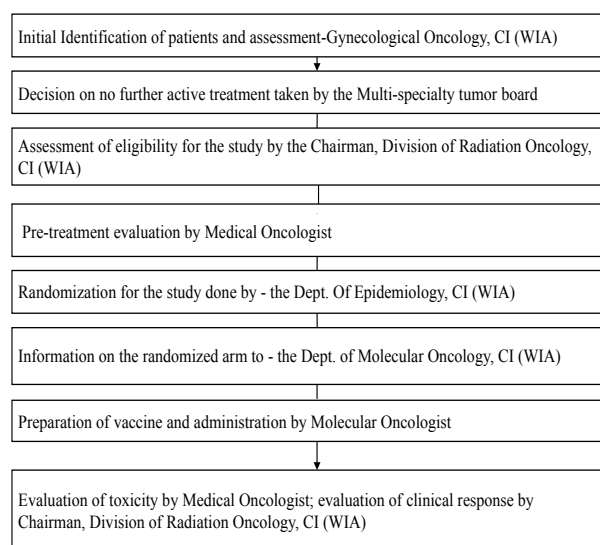 Initial Identification of patients and assessment-Gynecological Oncology, CI (WIA)
Decision on no further active treatment taken by the Multi-specialty tumor board
Assessment of eligibility for the study by the Chairman, Division of Radiation Oncology,
CI (WIA)
Pre-treatment evaluation by Medical Oncologist
Randomization for the study done by - the Dept. Of Epidemiology, CI (WIA)
Information on the randomized arm to - the Dept. of Molecular Oncology, CI (WIA)
Preparation of vaccine and administration by Molecular Oncologist
Evaluation of toxicity by Medical Oncologist; evaluation of clinical response by
Chairman, Division of Radiation Oncology, CI (WIA)